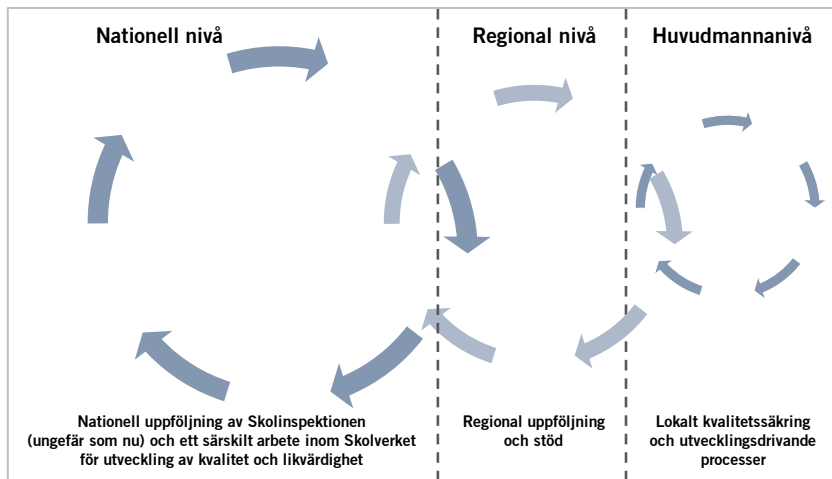 Nationell nivå
Regional nivå
Huvudmannanivå
Nationell uppföljning av Skolinspektionen
(ungefär som nu) och ett särskilt arbete inom Skolverket
för utveckling av kvalitet och likvärdighet
Regional uppföljning
och stöd
Lokalt kvalitetssäkring
och utvecklingsdrivande
processer